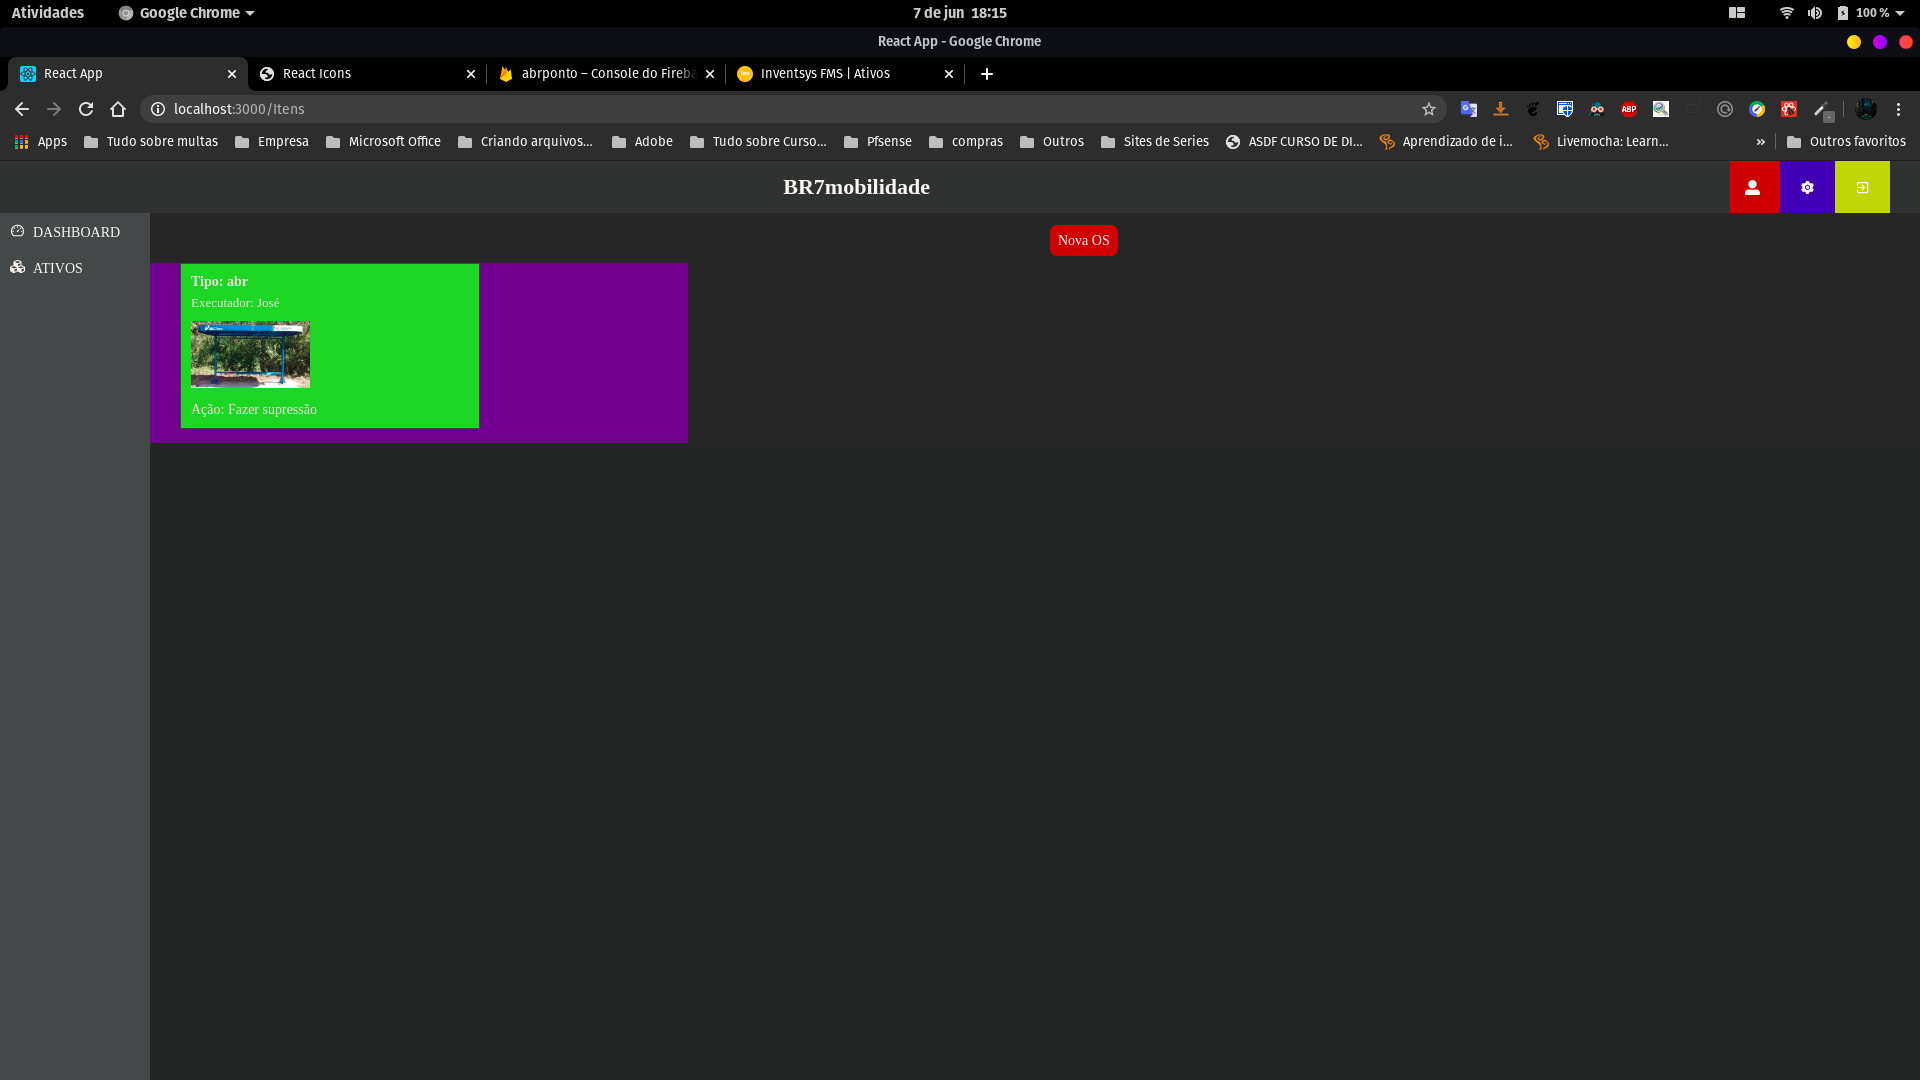 Atividades
Google Chrome
7 de jun 18:15
100 %
React App - Google Chrome
React App
React Icons
abrponto – Console do Fireba
Inventsys FMS | Ativos
localhost:3000/Itens
ABP
Apps
Tudo sobre multas
Empresa
Microsoft Office
Criando arquivos...
Adobe
Tudo sobre Curso...
Pfsense
compras
Outros
Sites de Series
ASDF CURSO DE DI...
Aprendizado de i...
Livemocha: Learn...
»
Outros favoritos
BR7mobilidade
DASHBOARD
ATIVOS
Nova OS
Tipo: abr
Executador: José
Ação: Fazer supressão